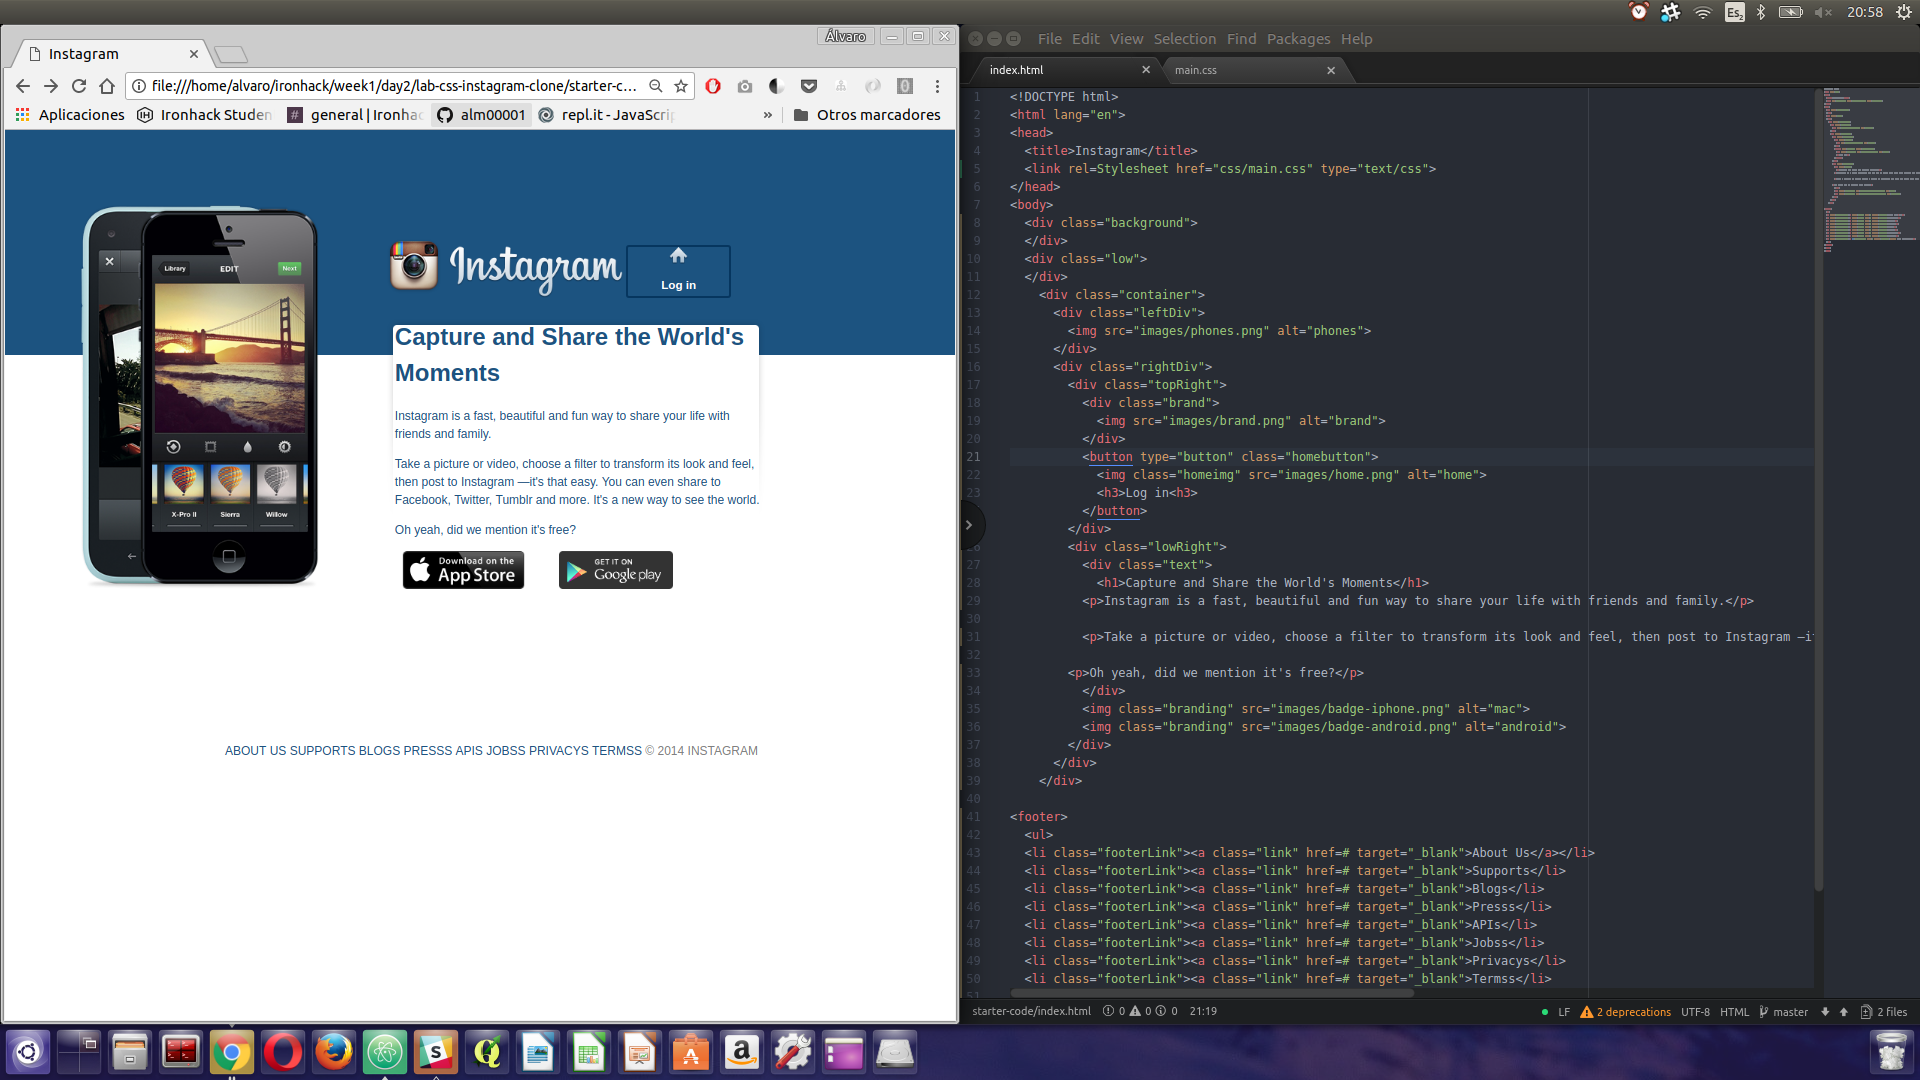 Es2
20:58
Álvaro
Instagram
file:///home/alvaro/ironhack/week1/day2/lab-css-instagram-clone/starter-c...
Aplicaciones
Ironhack Studen
general | Ironhac
alm00001
repl.it - JavaScrip
»
Otros marcadores
Library
EDIT
Next
X-Pro II
Sierra
Willow
Instagram
Log in
Capture and Share the World's
Moments
Instagram is a fast, beautiful and fun way to share your life with
friends and family.
Take a picture or video, choose a filter to transform its look and feel,
then post to Instagram —it's that easy. You can even share to
Facebook, Twitter, Tumblr and more. It's a new way to see the world.
Oh yeah, did we mention it's free?
Download on the
App Store
GET IT ON
Google play
ABOUT US SUPPORTS BLOGS PRESSS APIS JOBSS PRIVACYS TERMSS © 2014 INSTAGRAM
File Edit View Selection Find Packages Help
index.html
main.css
1 <!DOCTYPE html>
2 <html lang="en">
3 <head>
4 <title>Instagram</title>
5 <link rel=Stylesheet href="css/main.css" type="text/css">
6 </head>
7 <body>
8 <div class="background">
9 </div>
10 <div class="low">
11 </div>
12 <div class="container">
13 <div class="leftDiv">
14 <img src="images/phones.png" alt="phones">
15 </div>
16 <div class="rightDiv">
17 <div class="topRight">
18 <div class="brand">
19 <img src="images/brand.png" alt="brand">
20 </div>
21 <button type="button" class="homebutton">
22 <img class="homeimg" src="images/home.png" alt="home">
23 <h3>Log in<h3>
</button>
</div>
<div class="lowRight">
27 <div class="text">
28 <h1>Capture and Share the World's Moments</h1>
29 <p>Instagram is a fast, beautiful and fun way to share your life with friends and family.</p>
30
31 <p>Take a picture or video, choose a filter to transform its look and feel, then post to Instagram —i
32
33 <p>Oh yeah, did we mention it's free?</p>
34 </div>
35 <img class="branding" src="images/badge-iphone.png" alt="mac">
36 <img class="branding" src="images/badge-android.png" alt="android">
37 </div>
38 </div>
39 </div>
40
41 <footer>
42 <ul>
43 <li class="footerLink"><a class="link" href=# target="_blank">About Us</a></li>
44 <li class="footerLink"><a class="link" href=# target="_blank">Supports</li>
45 <li class="footerLink"><a class="link" href=# target="_blank">Blogs</li>
46 <li class="footerLink"><a class="link" href=# target="_blank">Presss</li>
47 <li class="footerLink"><a class="link" href=# target="_blank">APIs</li>
48 <li class="footerLink"><a class="link" href=# target="_blank">Jobss</li>
49 <li class="footerLink"><a class="link" href=# target="_blank">Privacys</li>
50 <li class="footerLink"><a class="link" href=# target="_blank">Termss</li>
51
starter-code/index.html 0 0 0 21:19
LF 2 deprecations UTF-8 HTML master 2 files